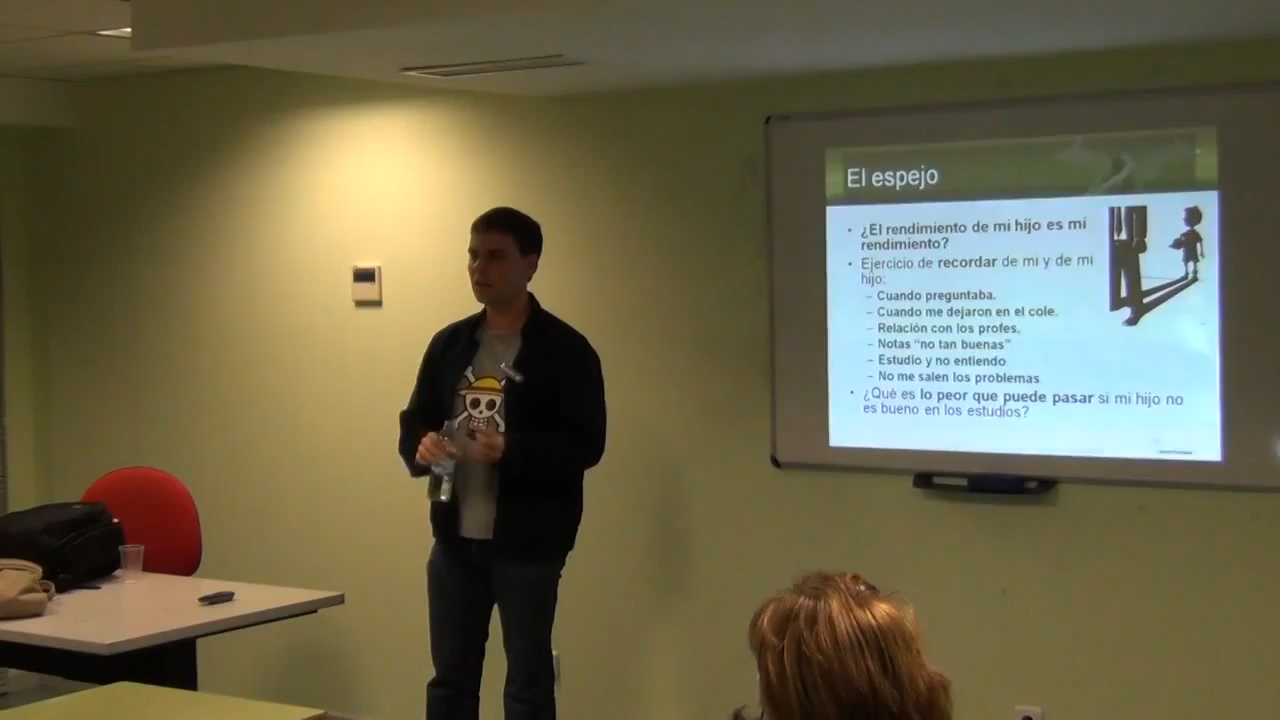 El espejo
• ¿El rendimiento de mi hijo es mi
rendimiento?
• Ejercicio de recordar de mi y de mi
hijo:
– Cuando preguntaba.
– Cuando me dejaron en el cole.
– Relación con los profes.
– Notas “no tan buenas”
– Estudio y no entiendo
– No me salen los problemas
• ¿Qué es lo peor que puede pasar si mi hijo no
es bueno en los estudios?